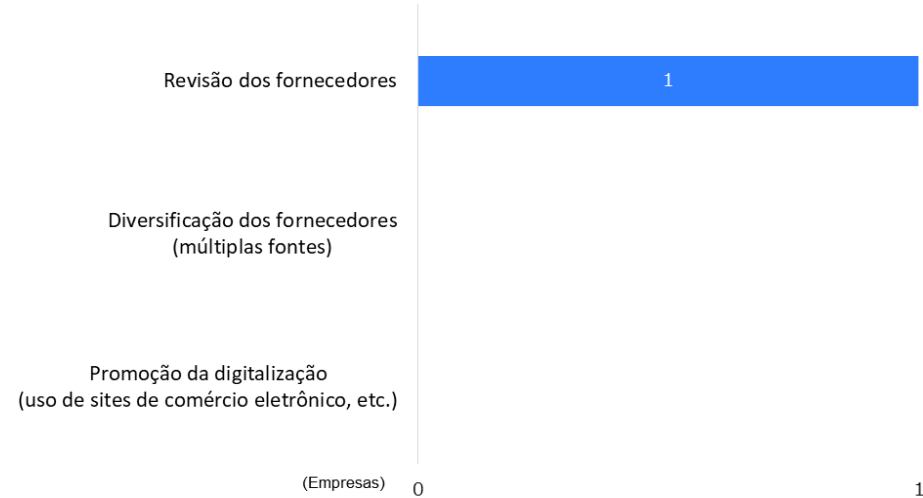 Revisão dos fornecedores
1
Diversificação dos fornecedores
(múltiplas fontes)
Promoção da digitalização
(uso de sites de comércio eletrônico, etc.)
(Empresas)
0
1